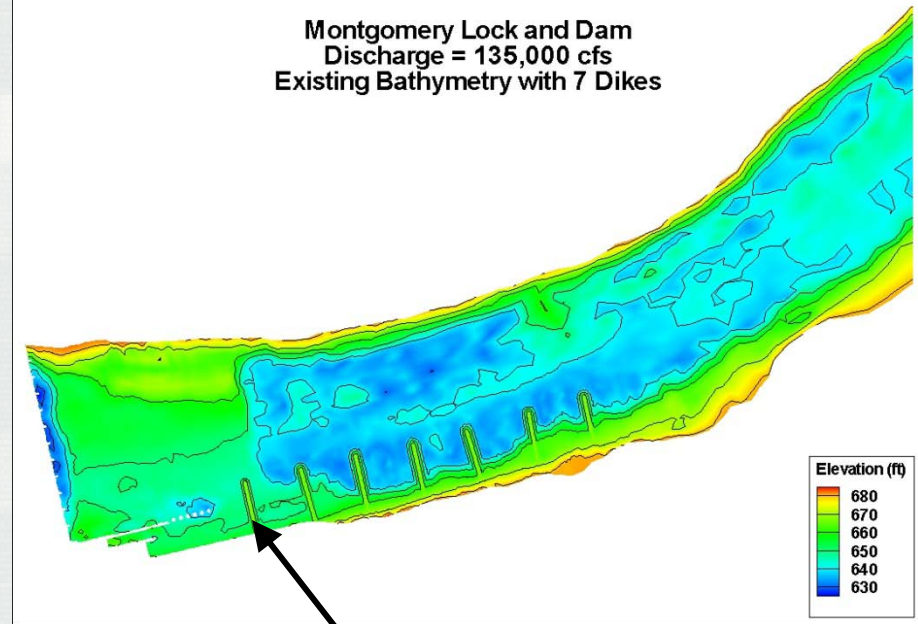 Montgomery Lock and Dam
Discharge = 135,000 cfs
Existing Bathymetry with 7 Dikes
Elevation (ft)
680
670
660
650
640
630